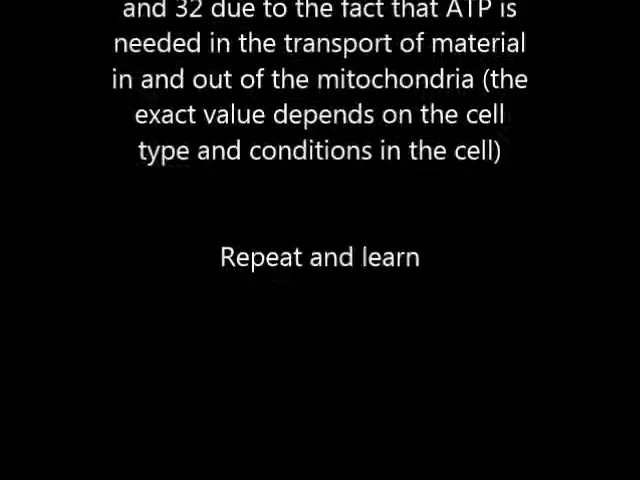 and 32 due to the fact that ATP is
needed in the transport of material
in and out of the mitochondria (the
exact value depends on the cell
type and conditions in the cell)
Repeat and learn